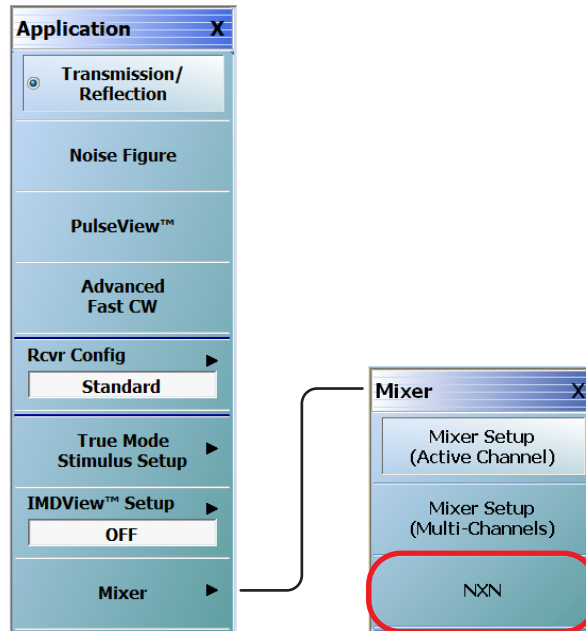 Application X
Transmission/
Reflection
Noise Figure
PulseView™
Advanced
Fast CW
Rcvr Config
Standard
True Mode
Stimulus Setup
IMDView™ Setup
OFF
Mixer
Mixer X
Mixer Setup
(Active Channel)
Mixer Setup
(Multi-Channels)
NXN